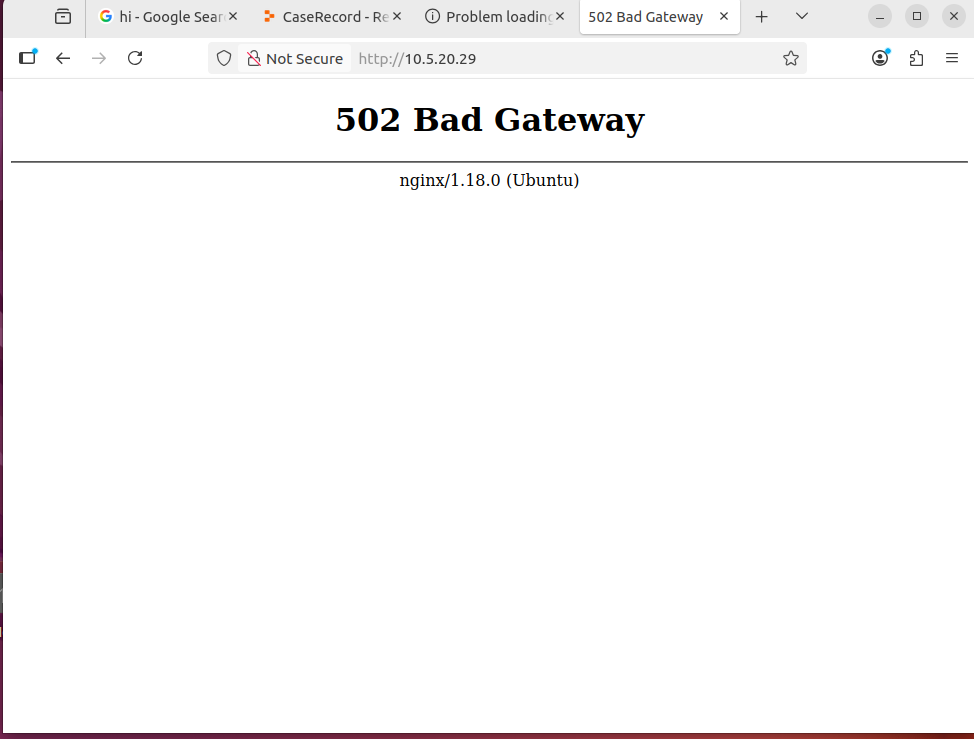 hi - Google Sear
CaseRecord - Re
Problem loading
502 Bad Gateway
Not Secure
http://10.5.20.29
502 Bad Gateway
nginx/1.18.0 (Ubuntu)